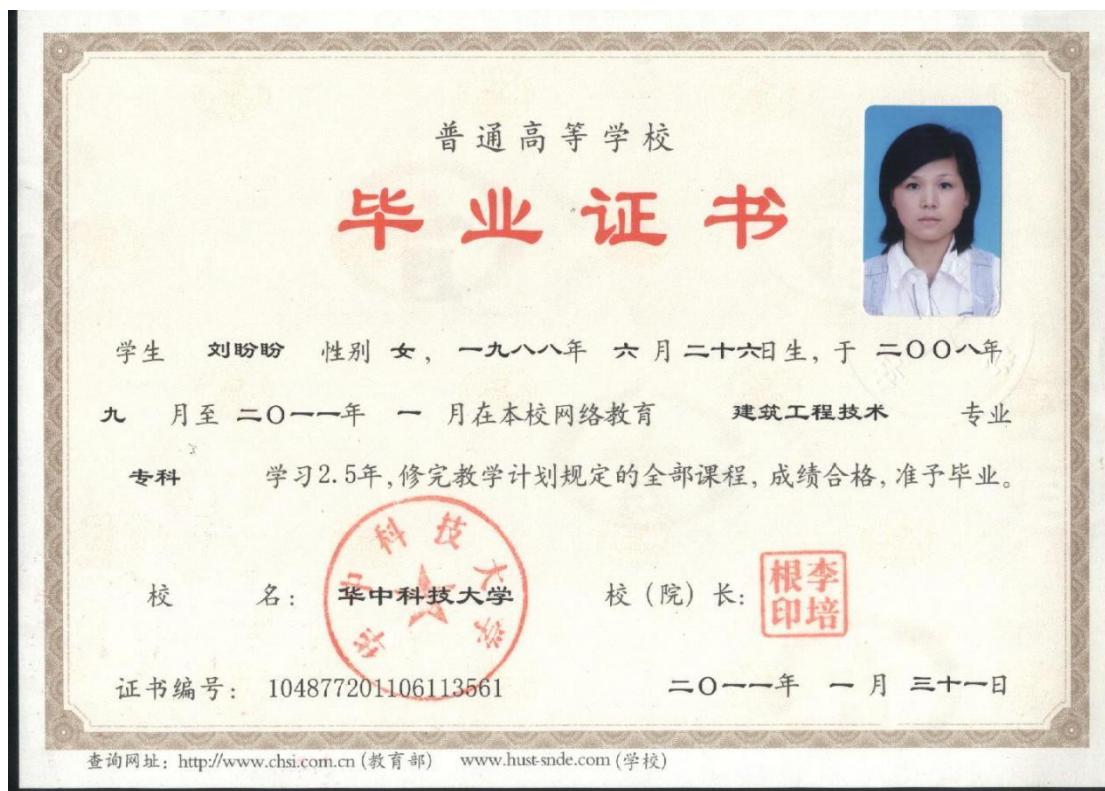 普通高等学校
毕业证书
学生 刘盼盼 性别 女，一九八八年 六 月 二十六日生，于 二〇〇八年
九 月至 二〇一一年 一 月在本校网络教育 建筑工程技术 专业
专科 学习2.5年，修完教学计划规定的全部课程，成绩合格，准予毕业。
校 名： 华中科技大学 校（院）长：
华中科技大学
李培根印
证书编号： 104877201106113561 二〇一一年 一 月 三十一日
查询网址：http://www.chsi.com.cn (教育部) www.hust-snde.com (学校)